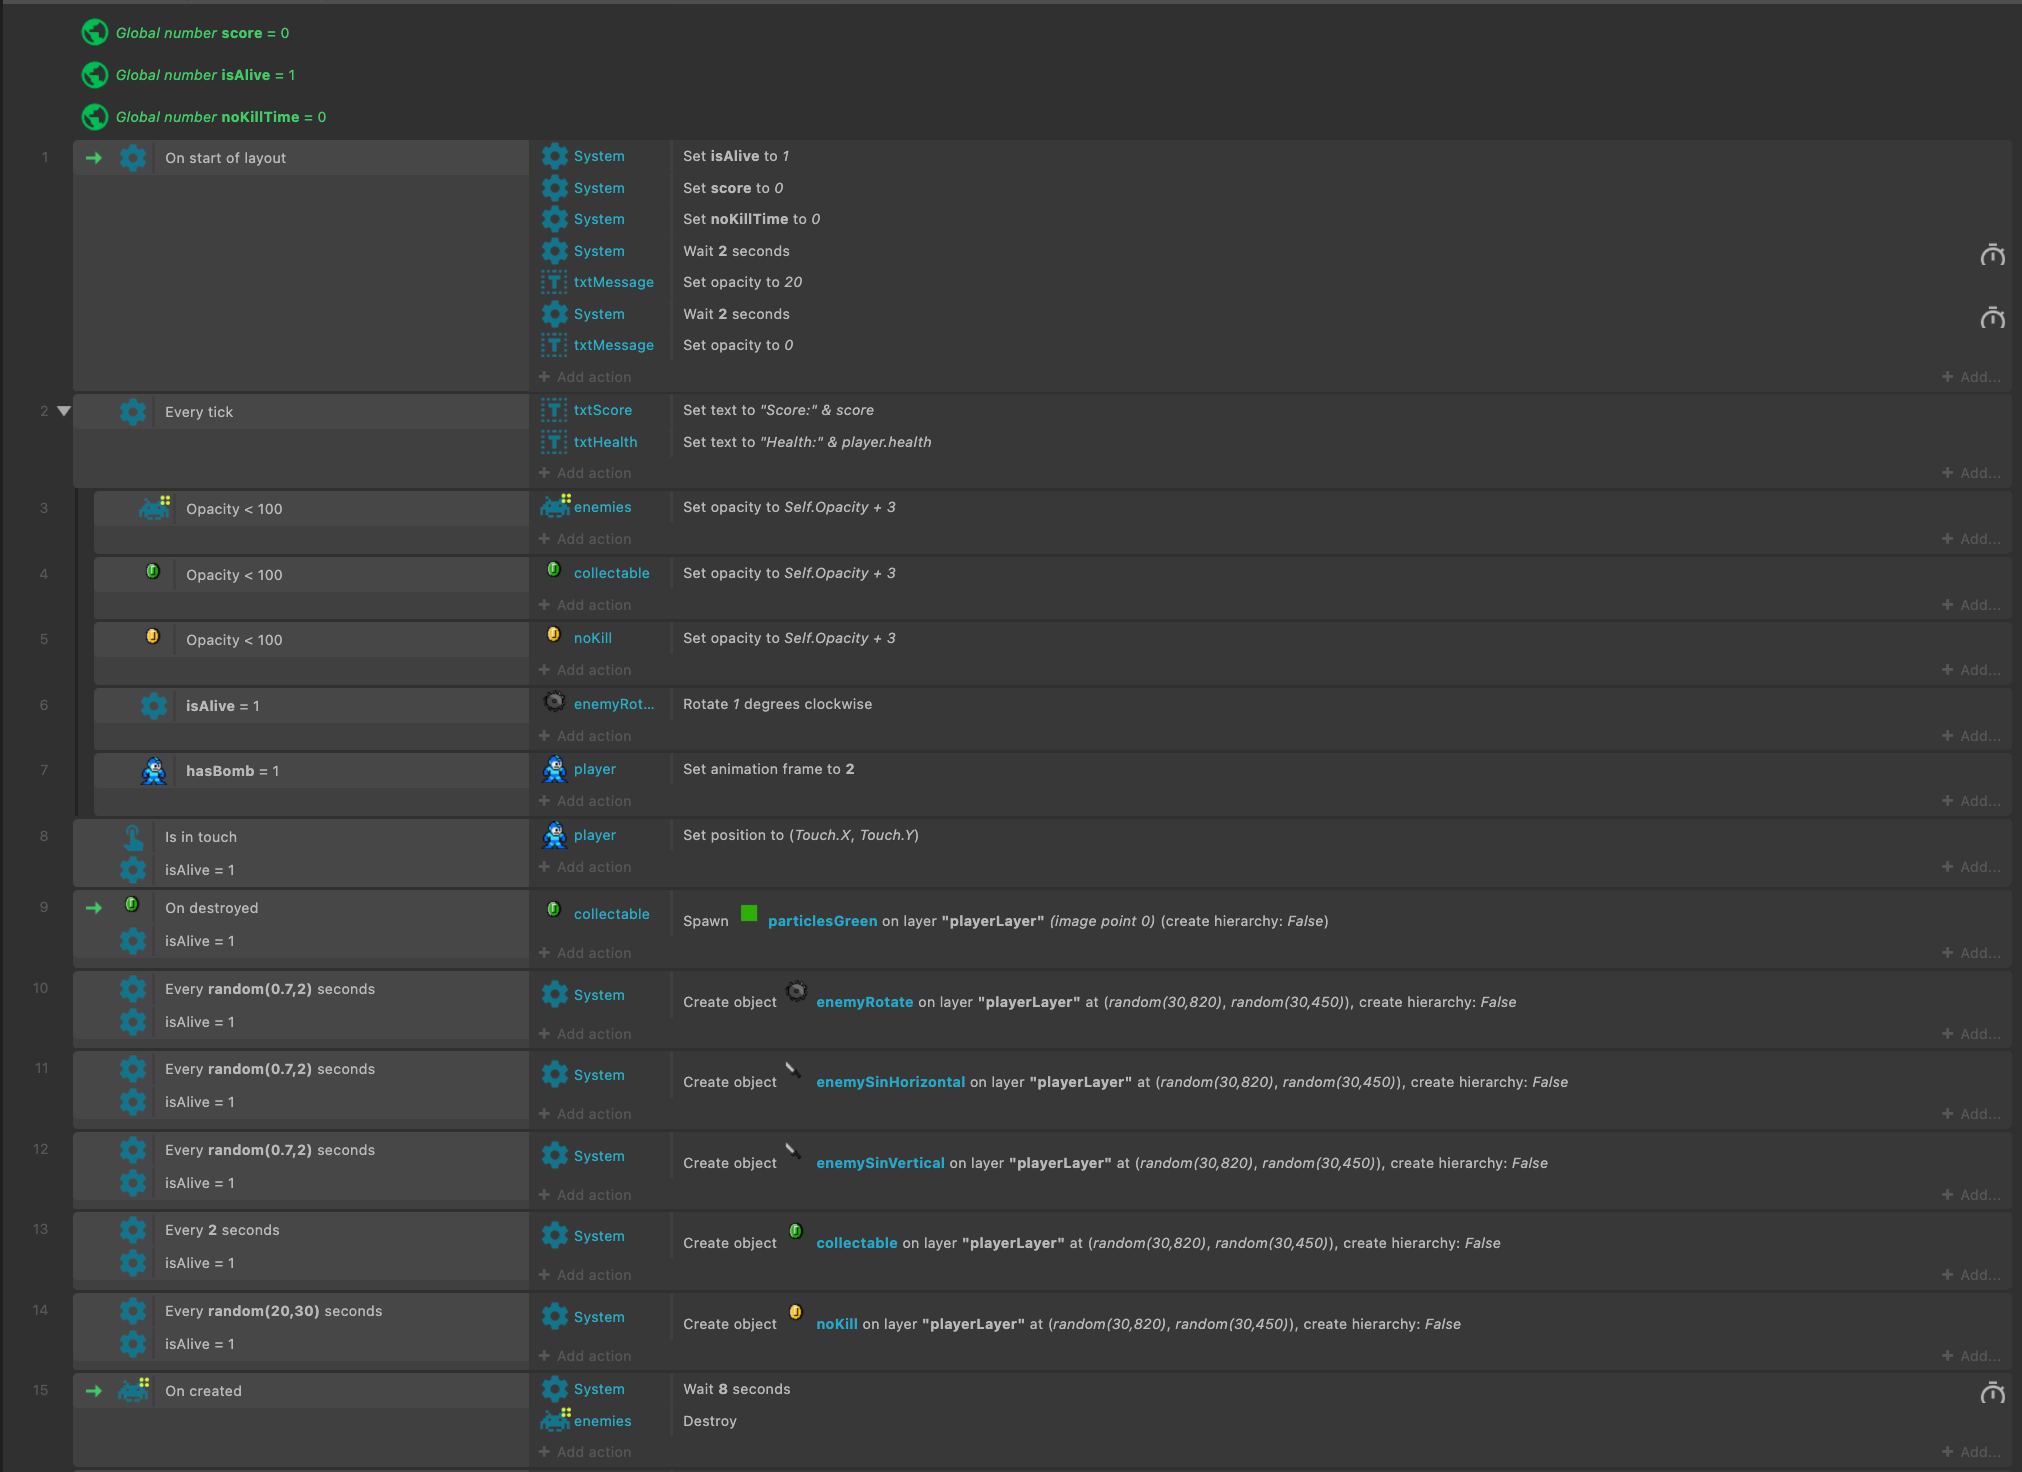 Global number score = 0
Global number isAlive = 1
Global number noKillTime = 0
1 On start of layout System Set isAlive to 1
System Set score to 0
System Set noKillTime to 0
System Wait 2 seconds
txtMessage Set opacity to 20
System Wait 2 seconds
txtMessage Set opacity to 0
+ Add action + Add...
2 Every tick txtScore Set text to "Score:" & score
txtHealth Set text to "Health:" & player.health
+ Add action + Add...
3 Opacity < 100 enemies Set opacity to Self.Opacity + 3
+ Add action + Add...
4 Opacity < 100 collectable Set opacity to Self.Opacity + 3
+ Add action + Add...
5 Opacity < 100 noKill Set opacity to Self.Opacity + 3
+ Add action + Add...
6 isAlive = 1 enemyRot... Rotate 1 degrees clockwise
+ Add action + Add...
7 hasBomb = 1 player Set animation frame to 2
+ Add action + Add...
8 Is in touch player Set position to (Touch.X, Touch.Y)
isAlive = 1 + Add action + Add...
9 On destroyed collectable Spawn particlesGreen on layer "playerLayer" (image point 0) (create hierarchy: False)
isAlive = 1
+ Add action + Add...
10 Every random(0.7,2) seconds System Create object enemyRotate on layer "playerLayer" at (random(30,820), random(30,450)), create hierarchy: False
isAlive = 1
+ Add action + Add...
11 Every random(0.7,2) seconds System Create object enemySinHorizontal on layer "playerLayer" at (random(30,820), random(30,450)), create hierarchy: False
isAlive = 1
+ Add action + Add...
12 Every random(0.7,2) seconds System Create object enemySinVertical on layer "playerLayer" at (random(30,820), random(30,450)), create hierarchy: False
isAlive = 1
+ Add action + Add...
13 Every 2 seconds System Create object collectable on layer "playerLayer" at (random(30,820), random(30,450)), create hierarchy: False
isAlive = 1
+ Add action + Add...
14 Every random(20,30) seconds System Create object noKill on layer "playerLayer" at (random(30,820), random(30,450)), create hierarchy: False
isAlive = 1
+ Add action + Add...
15 On created System Wait 8 seconds
enemies Destroy
+ Add action + Add...